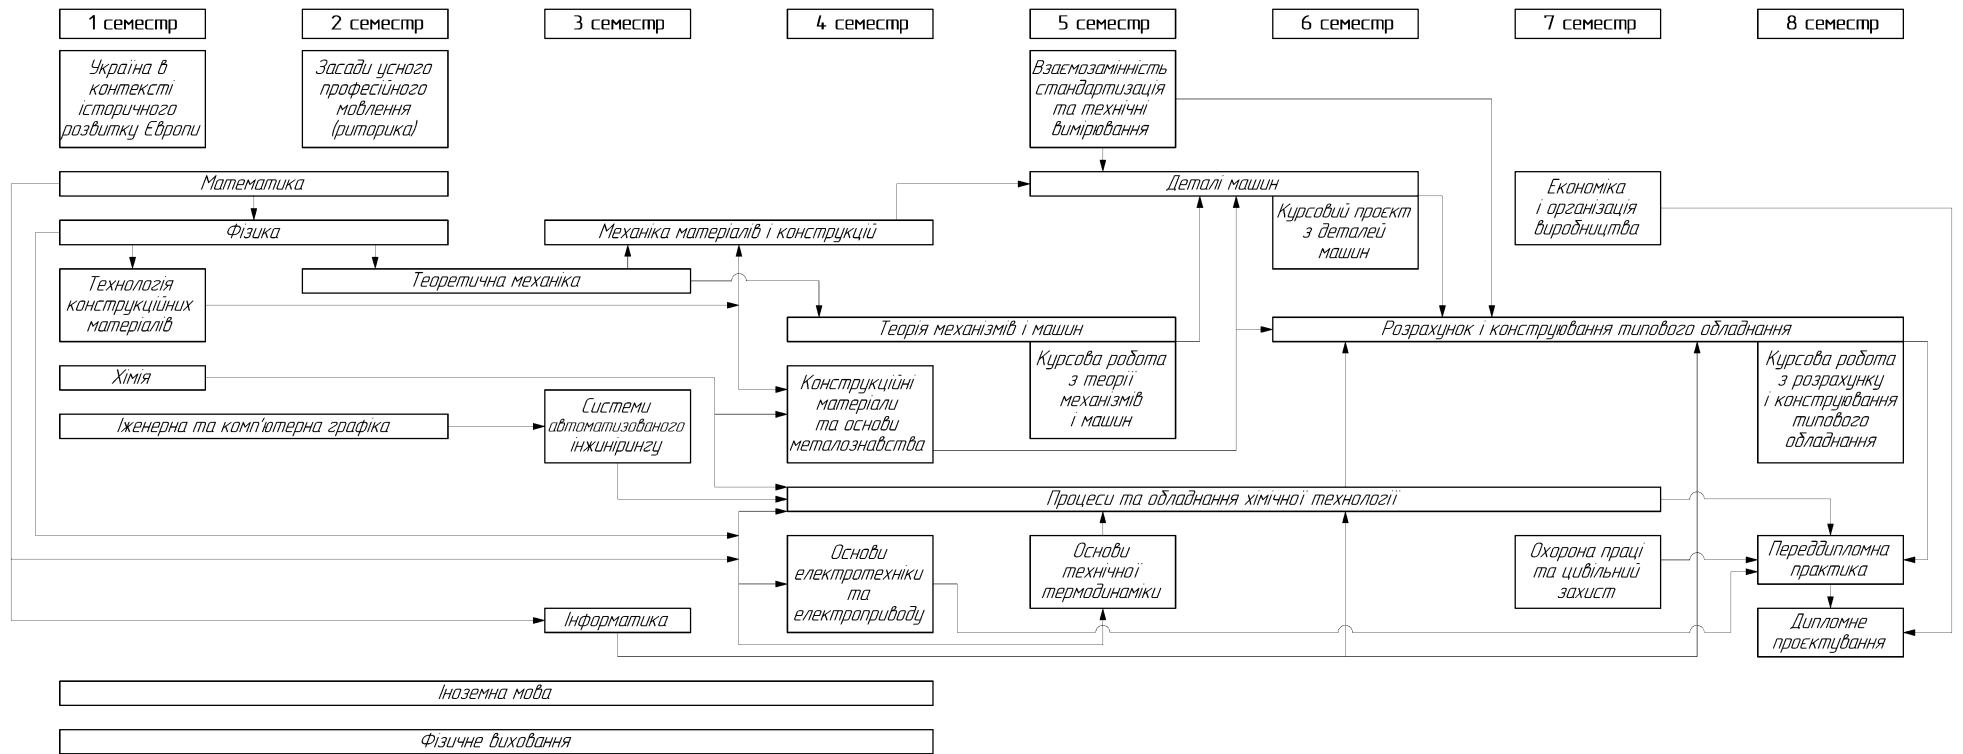 1 семестр
2 семестр
3 семестр
4 семестр
5 семестр
6 семестр
7 семестр
8 семестр
Україна в
контексті
історичного
розвитку Європи
Засади усного
професійного
мовлення
(риторика)
Взаємозамінність
стандартизація
та технічні
вимірювання
Математика
Деталі машин
Економіка
і організація
виробництва
Фізика
Механіка матеріалів і конструкцій
Курсовий проєкт
з деталей
машин
Технологія
конструкційних
матеріалів
Теоретична механіка
Теорія механізмів і машин
Розрахунок і конструювання типового обладнання
Курсова робота
з теорії
механізмів
і машин
Курсова робота
з розрахунку
і конструювання
типового
обладнання
Хімія
Конструкційні
матеріали
та основи
металознавства
Іженерна та комп'ютерна графіка
Системи
автоматизованого
інжинірингу
Процеси та обладнання хімічної технології
Основи
електротехніки
та
електроприводу
Основи
технічної
термодинаміки
Охорона праці
та цивільний
захист
Переддипломна
практика
Інформатика
Дипломне
проєктування
Іноземна мова
Фізичне виховання